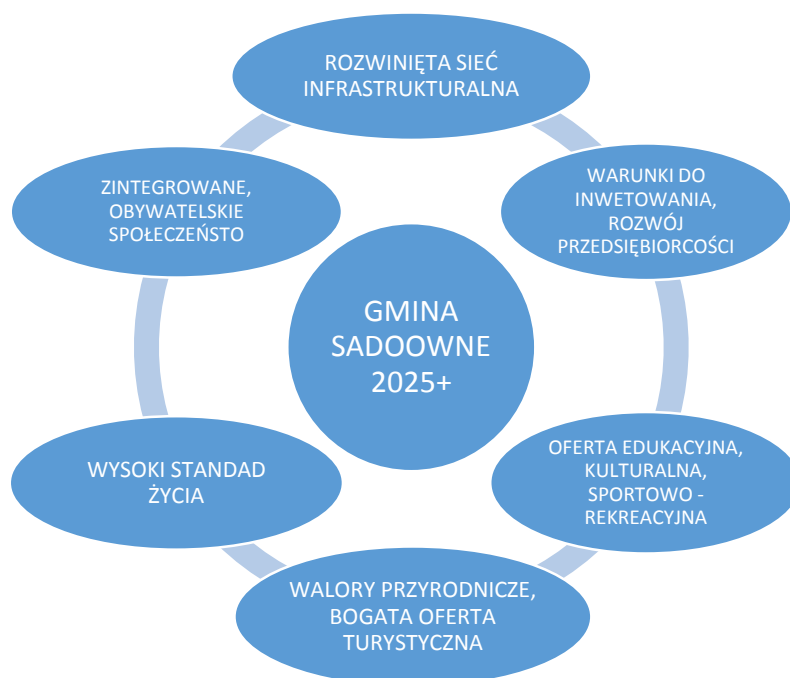 ROZWINIĘTA SIEĆ
INFRASTRUKTURALNA
WARUNKI DO
INWETOWANIA,
ROZWÓJ
PRZEDSIĘBIORCOŚCI
OFERTA EDUKACYJNA,
KULTURALNA,
SPORTOWO -
REKREACYJNA
WALORY PRZYRODNICZE,
BOGATA OFERTA
TURYSTYCZNA
WYSOKI STANDAD
ŻYCIA
ZINTEGROWANE,
OBYWATELSKIE
SPOŁECZEŃSTO
GMINA
SADOOWNE
2025+